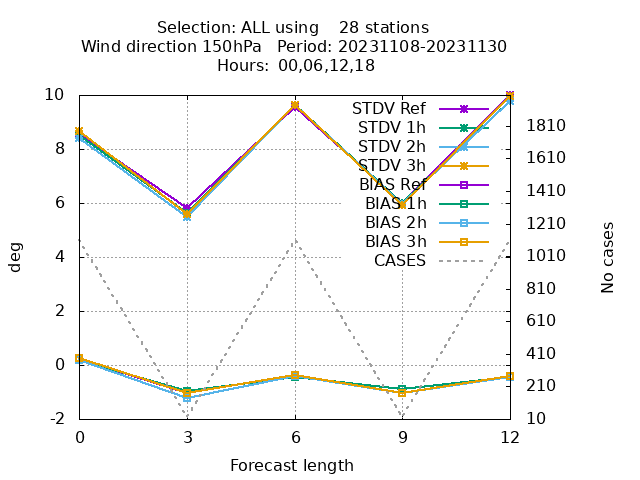 Selection: ALL using    28 stations
Wind direction 150hPa   Period: 20231108-20231130
Hours:  00,06,12,18
10
8
6
4
2
0
-2
deg
STDV Ref
STDV 1h
STDV 2h
STDV 3h
BIAS Ref
BIAS 1h
BIAS 2h
BIAS 3h
CASES
1810
1610
1410
1210
1010
810
610
410
210
10
No cases
0 3 6 9 12
Forecast length